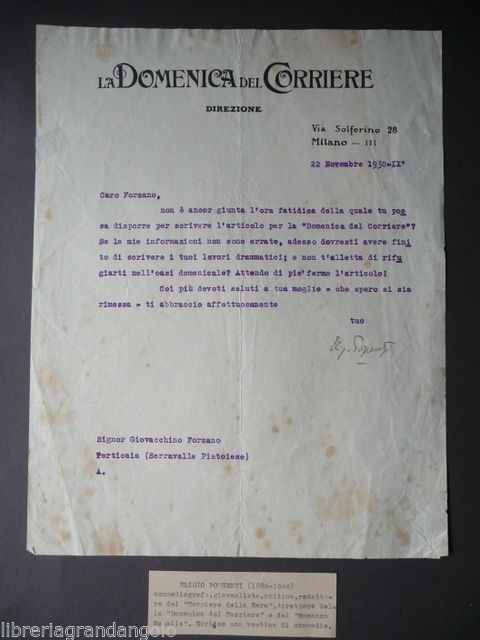 LA DOMENICA DEL CORRIERE
DIREZIONE
Via Solferino 28
Milano — III
22 Novembre 1930-IX°
Caro Forzano,
non è ancor giunta l'ora fatidica della quale tu pos
sa disporre per scrivere l'articolo per la "Domenica del Corriere"?
Se le mie informazioni non sono errate, adesso dovresti avere fini
to di scrivere i tuoi lavori drammatici; e non t'alletta di rifu
giarti nell'oasi domenicale? Attendo di pie' fermo l'articolo!
Coi più devoti saluti a tua moglie - che spero si sia
rimessa - ti abbraccio affettuosamente
tuo
Eligio Possenti
Signor Giovacchino Forzano
Porticaia (Serravalle Pistoiese)
A.
ELIGIO POSSENTI (1886-1966)
commediografo, giornalista, critico, redatto-
re del "Corriere della Sera", direttore del-
la "Domenica del Corriere" e del
Scrisse una ventina di commedie.
libreriagrandangolo